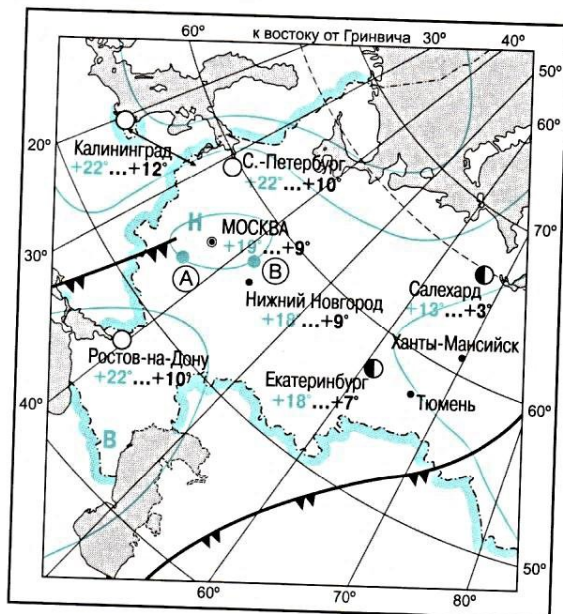 к востоку от Гринвича 30° 40°
50°
60°
70°
20°
Калининград
+22°...+12°
С.-Петербург
+22°...+10°
30°
Н
МОСКВА
+19°...+9°
А
В
Нижний Новгород
+18°...+9°
Салехард
+13°...+3°
Ханты-Мансийск
Ростов-на-Дону
+22°...+10°
Екатеринбург
+18°...+7°
Тюмень
40°
В
60°
50°
60°
70°
80°